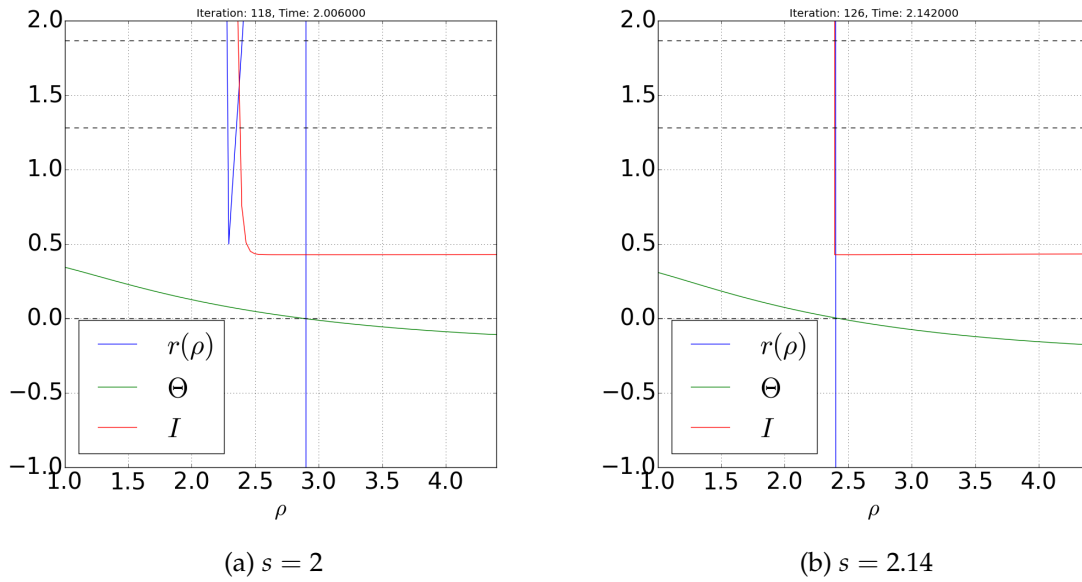 Iteration: 118, Time: 2.006000
2.0
1.5
1.0
0.5
0.0
−0.5
−1.0
r(ρ)
Θ
I
1.0 1.5 2.0 2.5 3.0 3.5 4.0
ρ
(a) s = 2
Iteration: 126, Time: 2.142000
2.0
1.5
1.0
0.5
0.0
−0.5
−1.0
r(ρ)
Θ
I
1.0 1.5 2.0 2.5 3.0 3.5 4.0
ρ
(b) s = 2.14